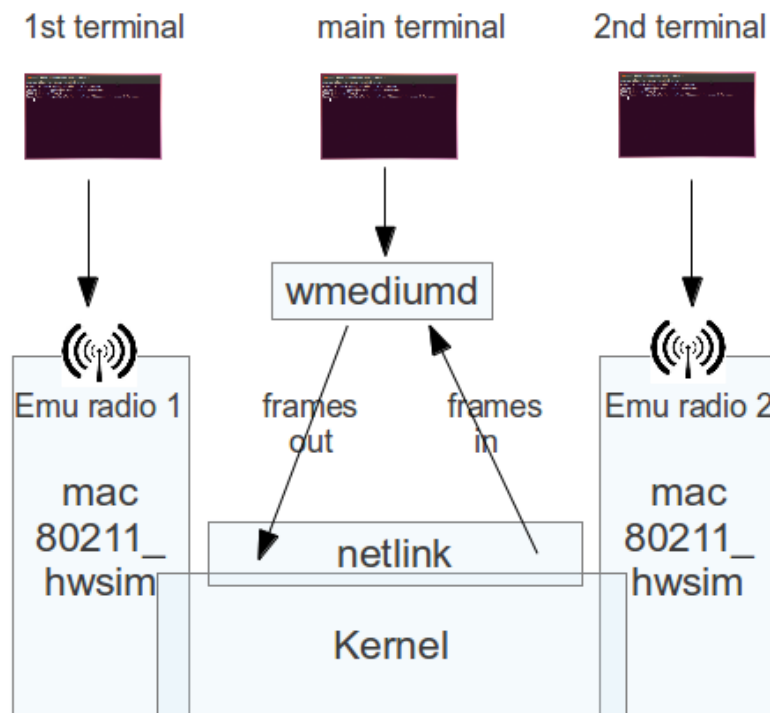 1st terminal
main terminal
2nd terminal
wmediumd
Emu radio 1
frames
out
frames
in
Emu radio 2
mac
80211_
hwsim
netlink
mac
80211_
hwsim
Kernel